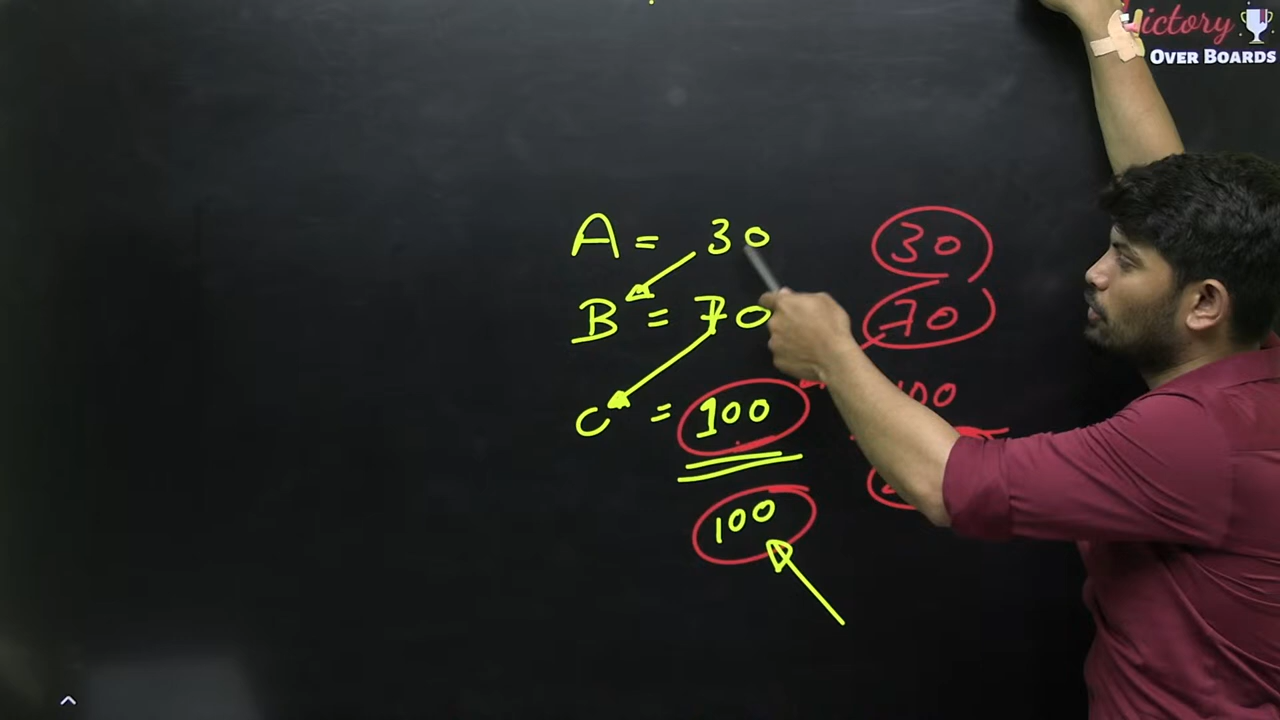 Victory
OVER BOARDS
A = 30
B = 70
C = 100
100
30
70
100